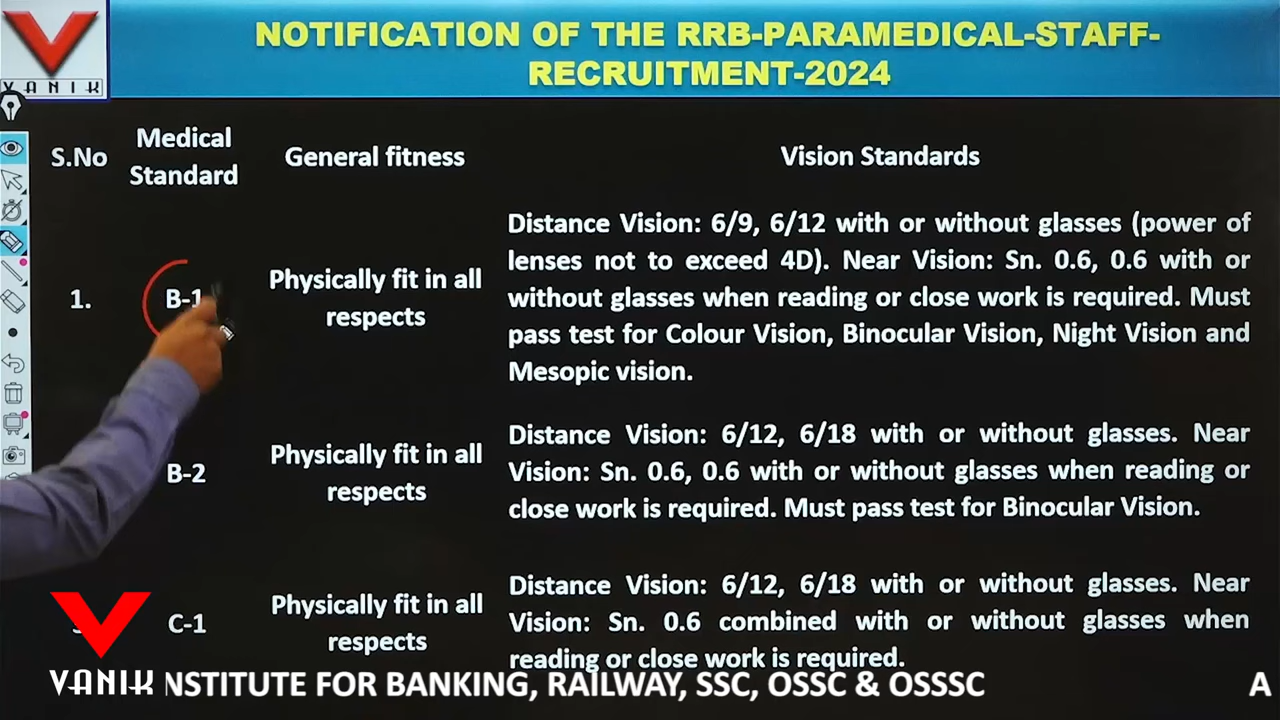 NOTIFICATION OF THE RRB-PARAMEDICAL-STAFF-
RECRUITMENT-2024
VANIK
S.No
Medical
Standard
General fitness
Vision Standards
1.
B-1
Physically fit in all
respects
Distance Vision: 6/9, 6/12 with or without glasses (power of
lenses not to exceed 4D). Near Vision: Sn. 0.6, 0.6 with or
without glasses when reading or close work is required. Must
pass test for Colour Vision, Binocular Vision, Night Vision and
Mesopic vision.
B-2
Physically fit in all
respects
Distance Vision: 6/12, 6/18 with or without glasses. Near
Vision: Sn. 0.6, 0.6 with or without glasses when reading or
close work is required. Must pass test for Binocular Vision.
C-1
Physically fit in all
respects
Distance Vision: 6/12, 6/18 with or without glasses. Near
Vision: Sn. 0.6 combined with or without glasses when
reading or close work is required.
VANIK
NSTITUTE FOR BANKING, RAILWAY, SSC, OSSC & OSSSC
A